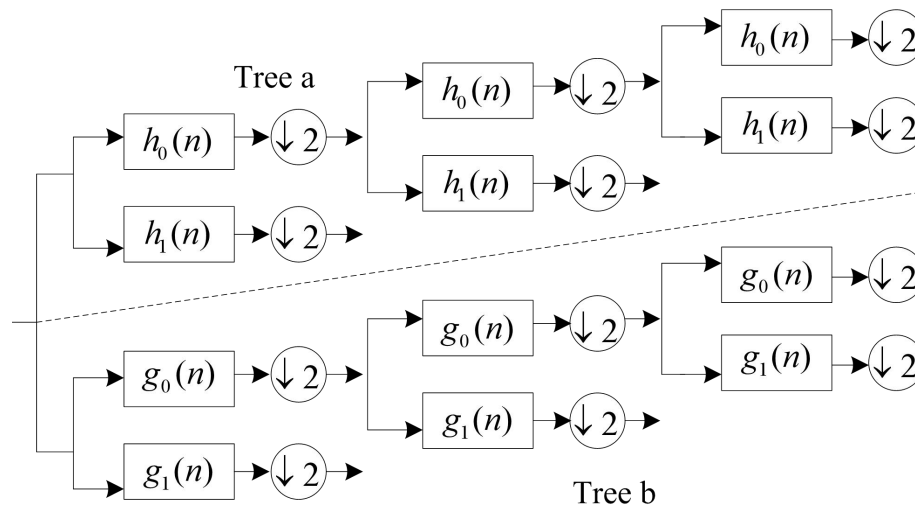 Tree a
h₀(n) ↓2 h₀(n) ↓2 h₀(n) ↓2
h₁(n) ↓2
h₁(n) ↓2
h₁(n) ↓2
g₀(n) ↓2 g₀(n) ↓2 g₀(n) ↓2
g₁(n) ↓2
g₁(n) ↓2
g₁(n) ↓2
Tree b